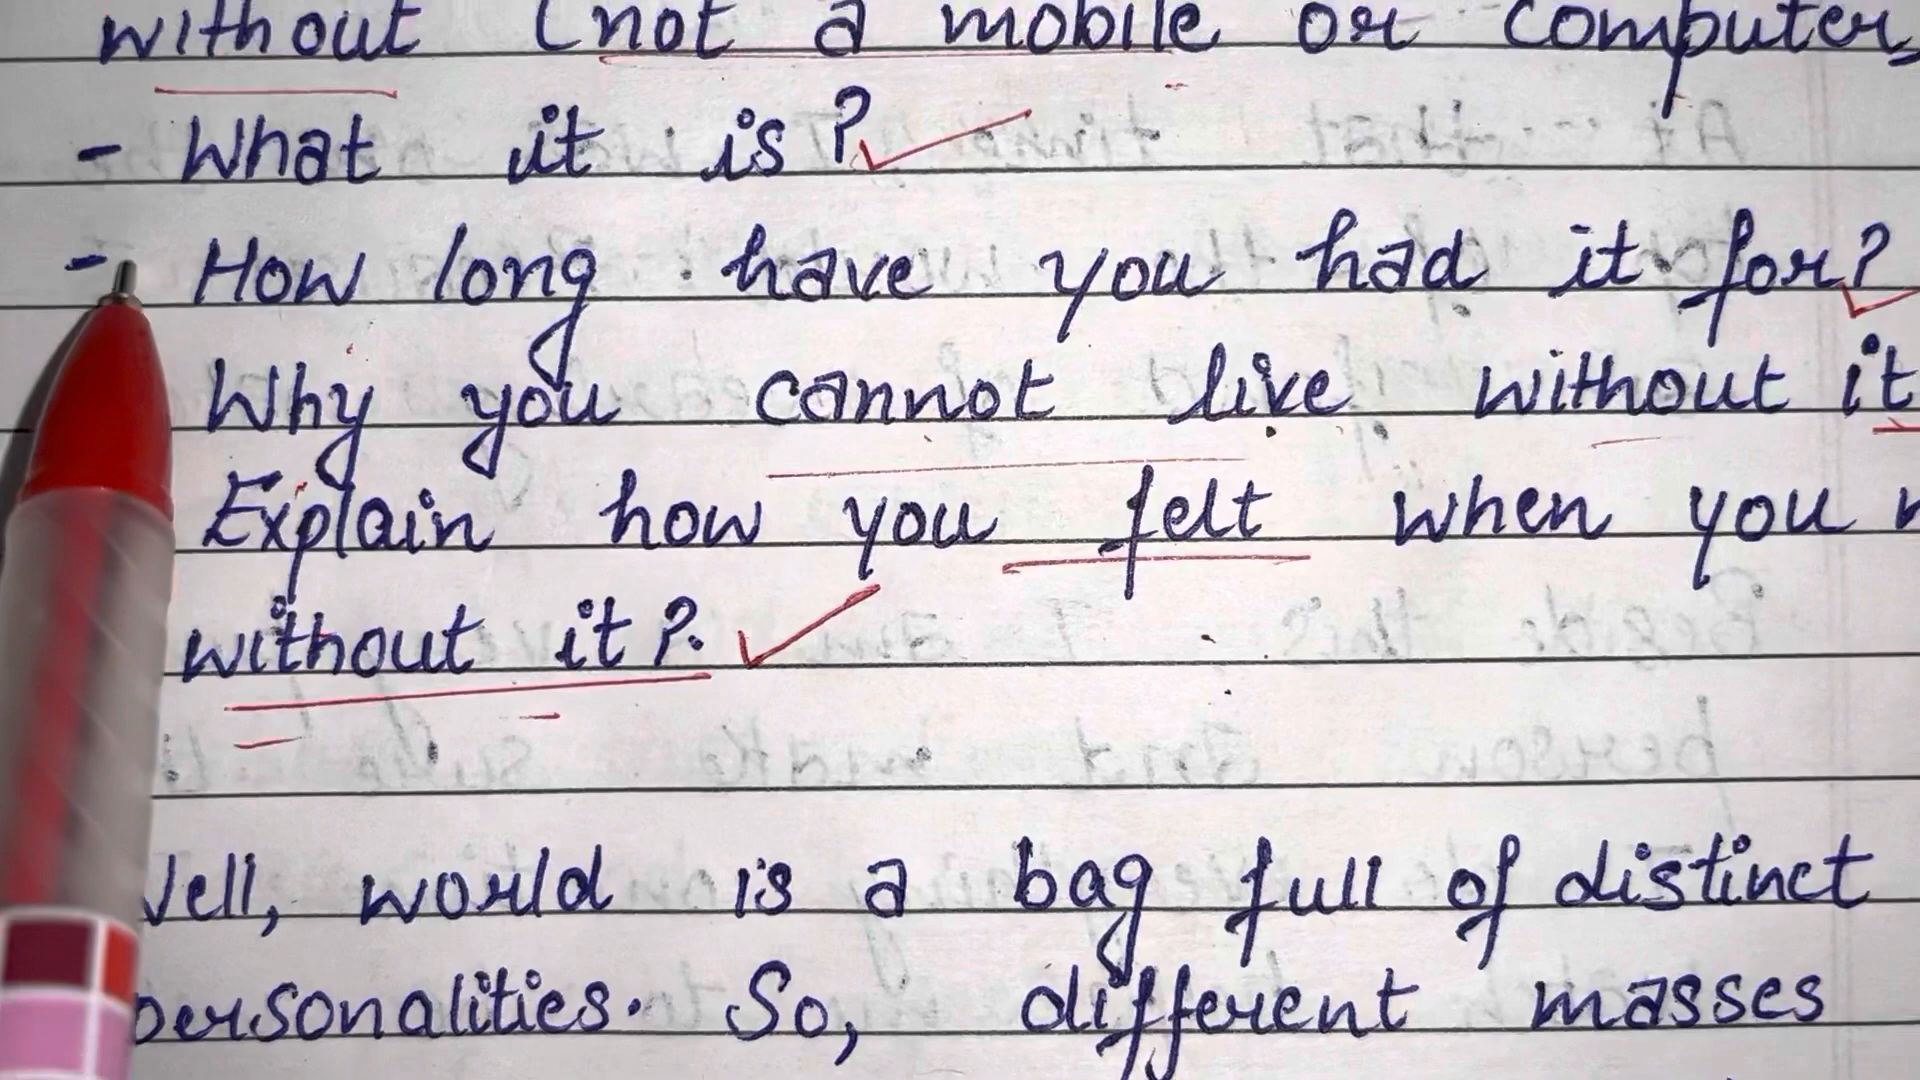 without (not a mobile or computer,
- What it is?
- How long have you had it for?
Why you cannot live without it
Explain how you felt when you
without it?
Well, world is a bag full of distinct
personalities. So, different masses